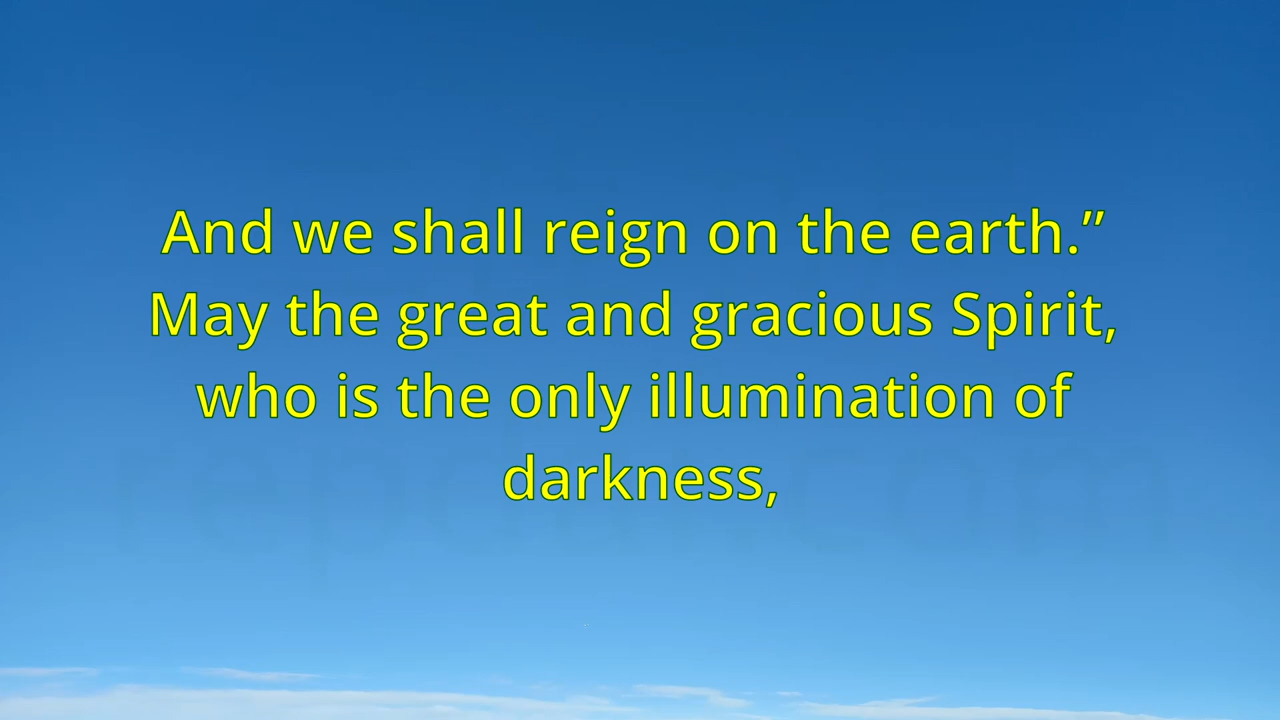 And we shall reign on the earth.”
May the great and gracious Spirit,
who is the only illumination of
darkness,